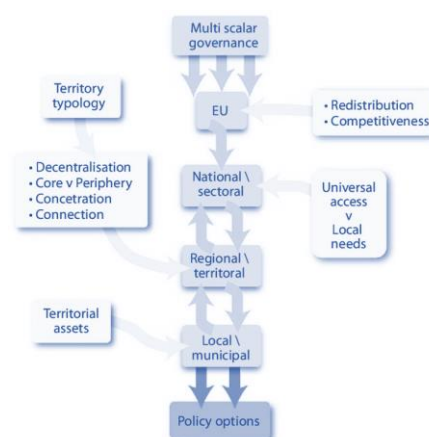 Multi scalar
governance
Territory
typology
EU
• Redistribution
• Competitiveness
• Decentralisation
• Core v Periphery
• Concetration
• Connection
National \
sectoral
Universal
access
v
Local
needs
Regional \
territoral
Territorial
assets
Local \
municipal
Policy options